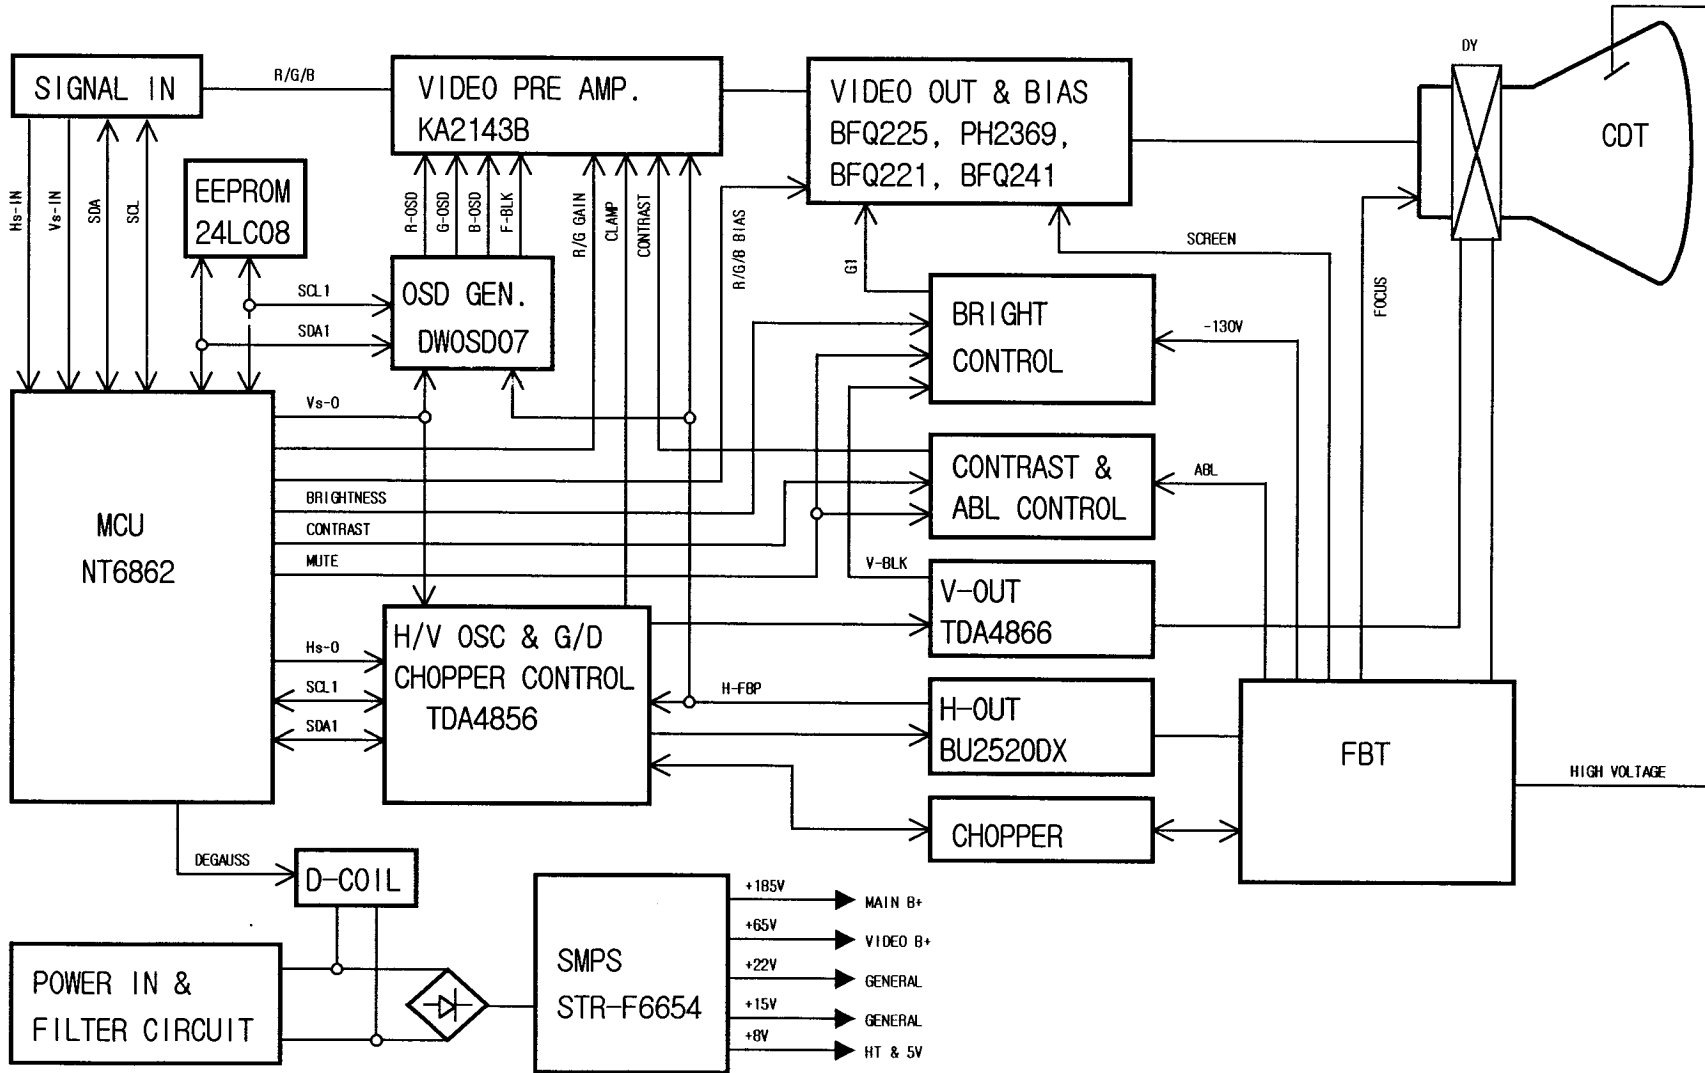 DY
SIGNAL IN
R/G/B
VIDEO PRE AMP.
KA2143B
VIDEO OUT & BIAS
BFQ225, PH2369,
BFQ221, BFQ241
CDT
Hs-IN
Vs-IN
SDA
SCL
EEPROM
24LC08
R-OSD
G-OSD
B-OSD
F-BLK
R/G GAIN
CLAMP
CONTRAST
R/G/B BIAS
G1
SCREEN
FOCUS
SCL1
SDA1
OSD GEN.
DWOSD07
BRIGHT
CONTROL
-130V
Vs-O
BRIGHTNESS
CONTRAST
MUTE
MCU
NT6862
CONTRAST &
ABL CONTROL
ABL
V-BLK
V-OUT
TDA4866
H/V OSC & G/D
CHOPPER CONTROL
TDA4856
Hs-O
SCL1
SDA1
H-FBP
H-OUT
BU2520DX
FBT
HIGH VOLTAGE
CHOPPER
DEGAUSS
D-COIL
POWER IN &
FILTER CIRCUIT
SMPS
STR-F6654
+185V
MAIN B+
+65V
VIDEO B+
+22V
GENERAL
+15V
GENERAL
+8V
HT & 5V